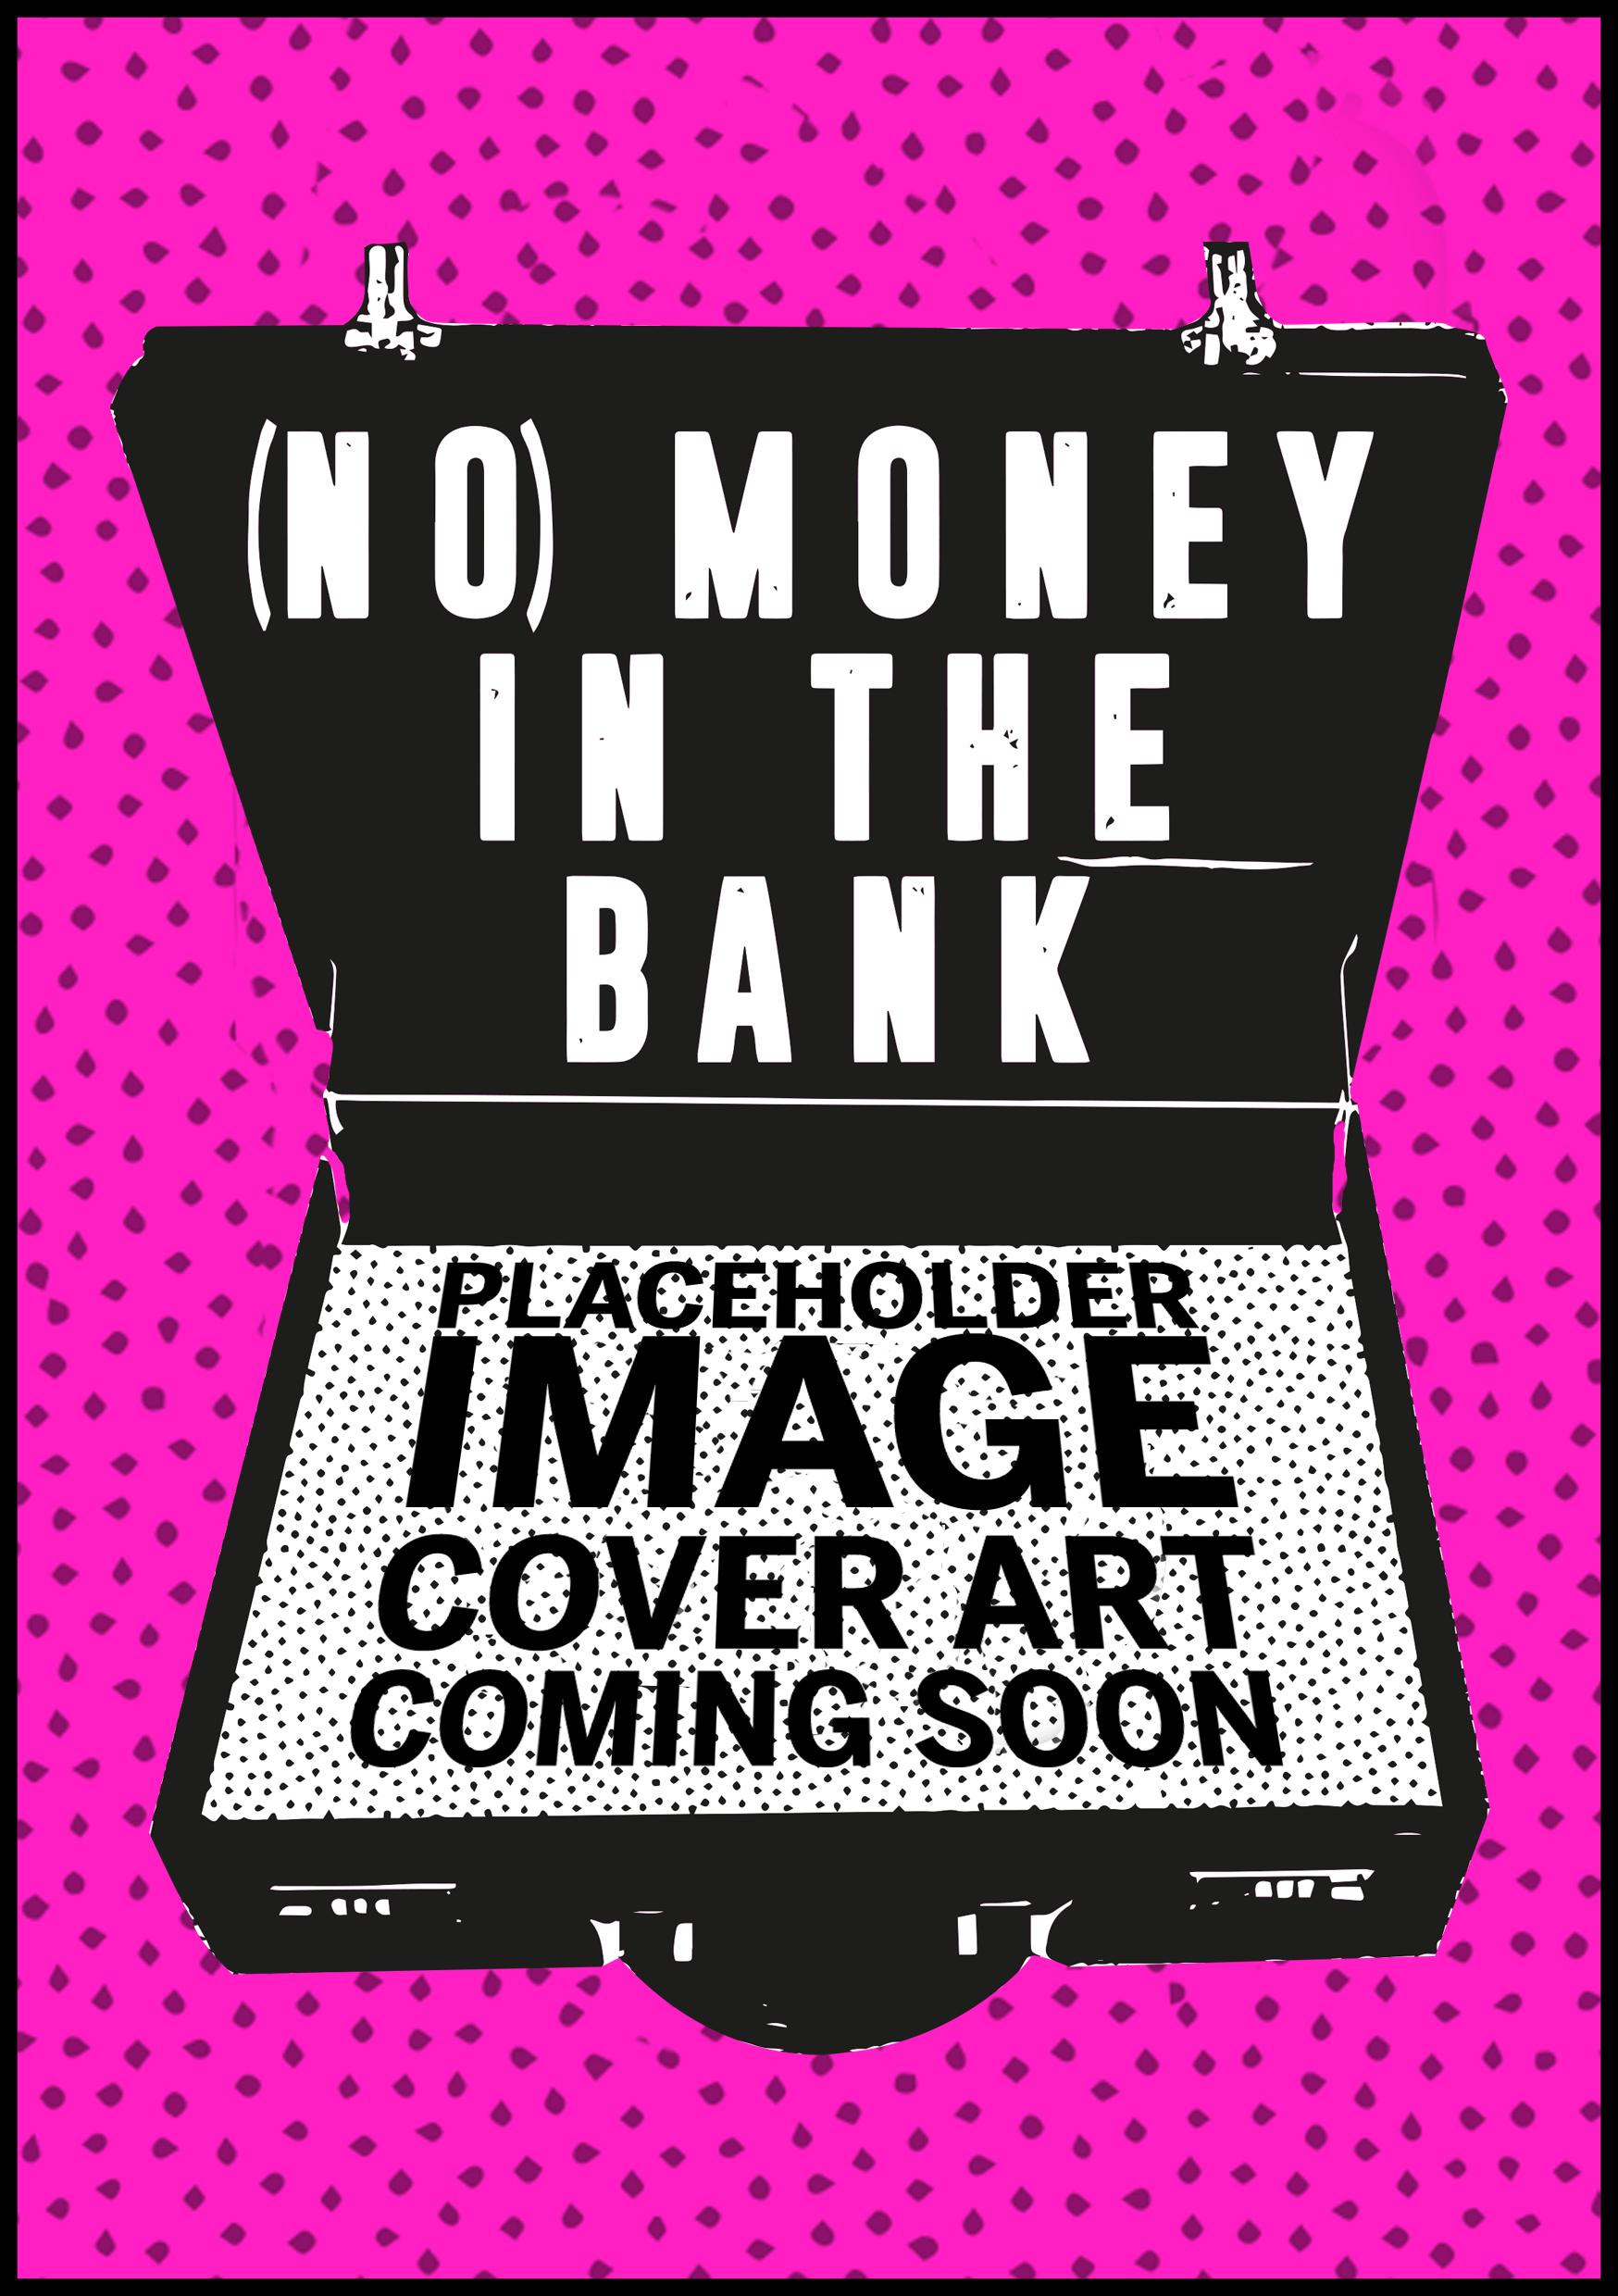 (NO) MONEY
IN THE
BANK
PLACEHOLDER
IMAGE
COVER ART
COMING SOON